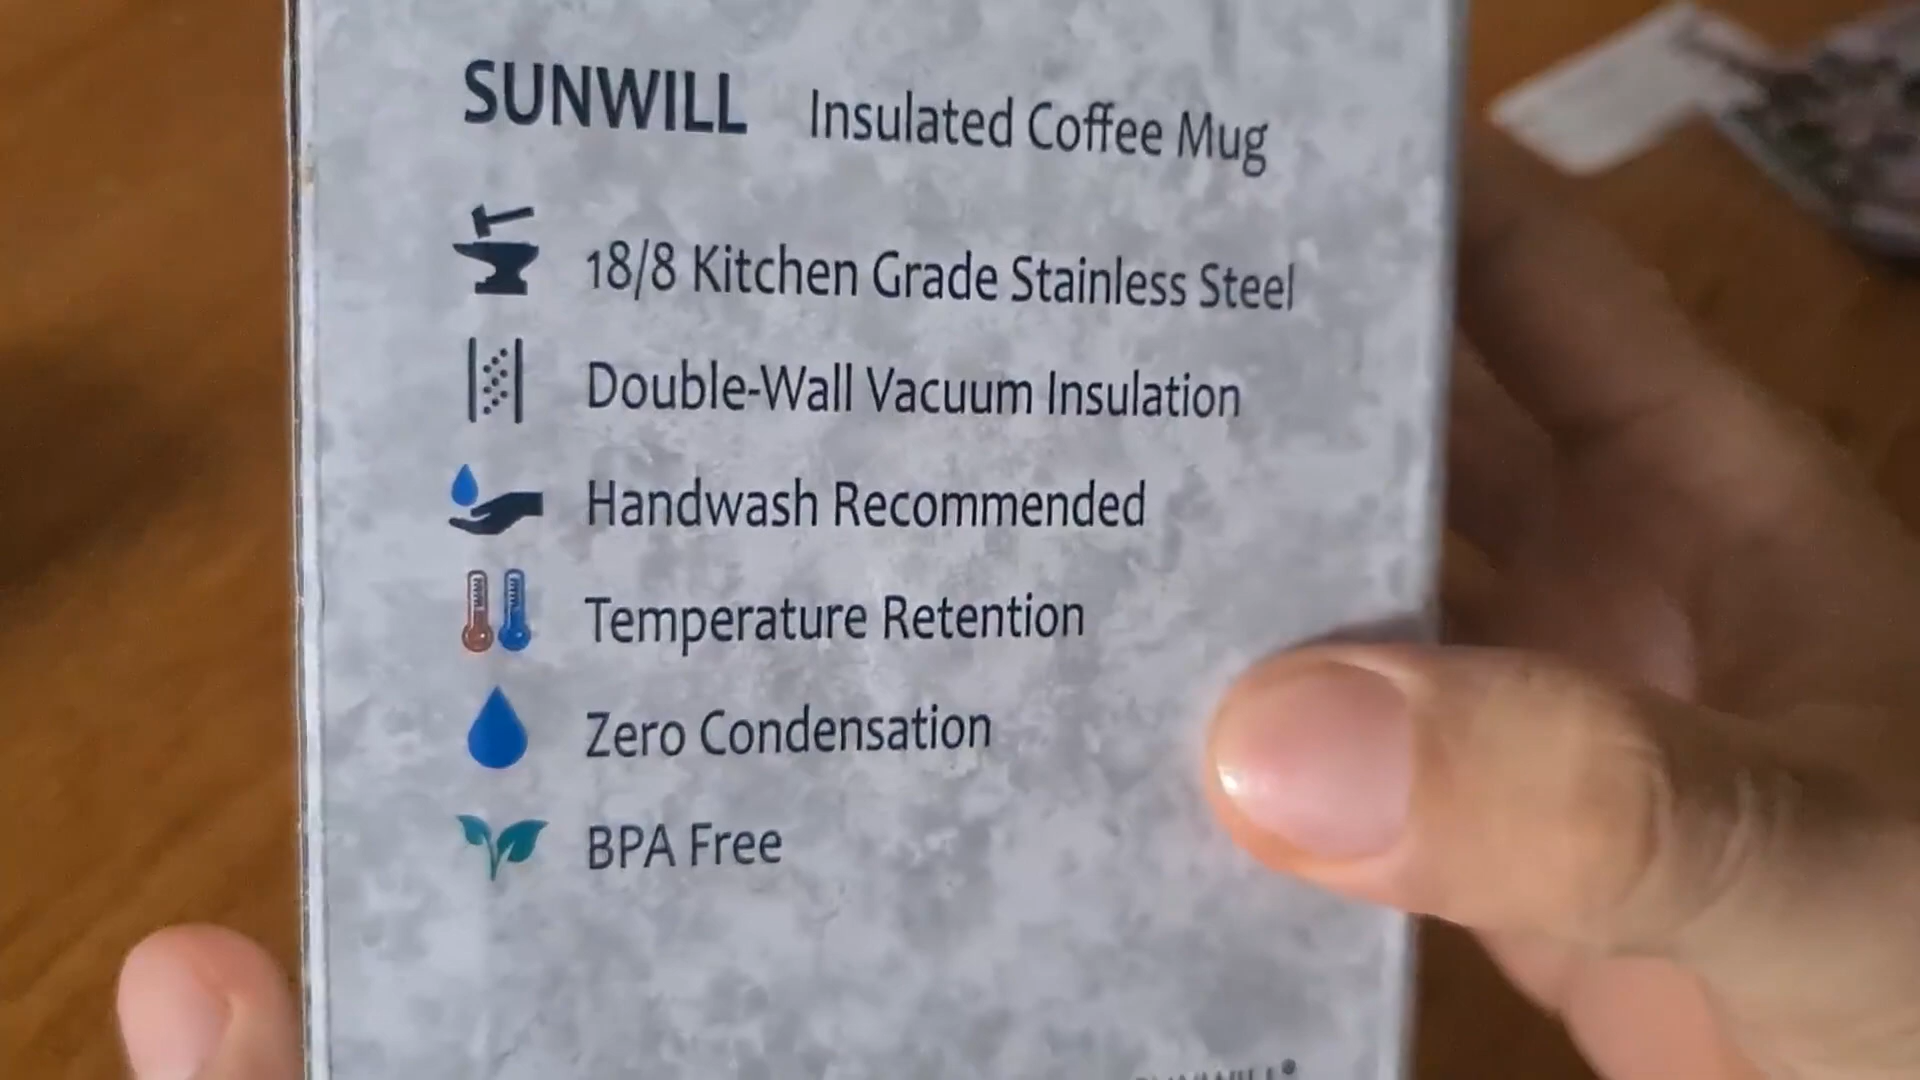 SUNWILL Insulated Coffee Mug
18/8 Kitchen Grade Stainless Steel
Double-Wall Vacuum Insulation
Handwash Recommended
Temperature Retention
Zero Condensation
BPA Free